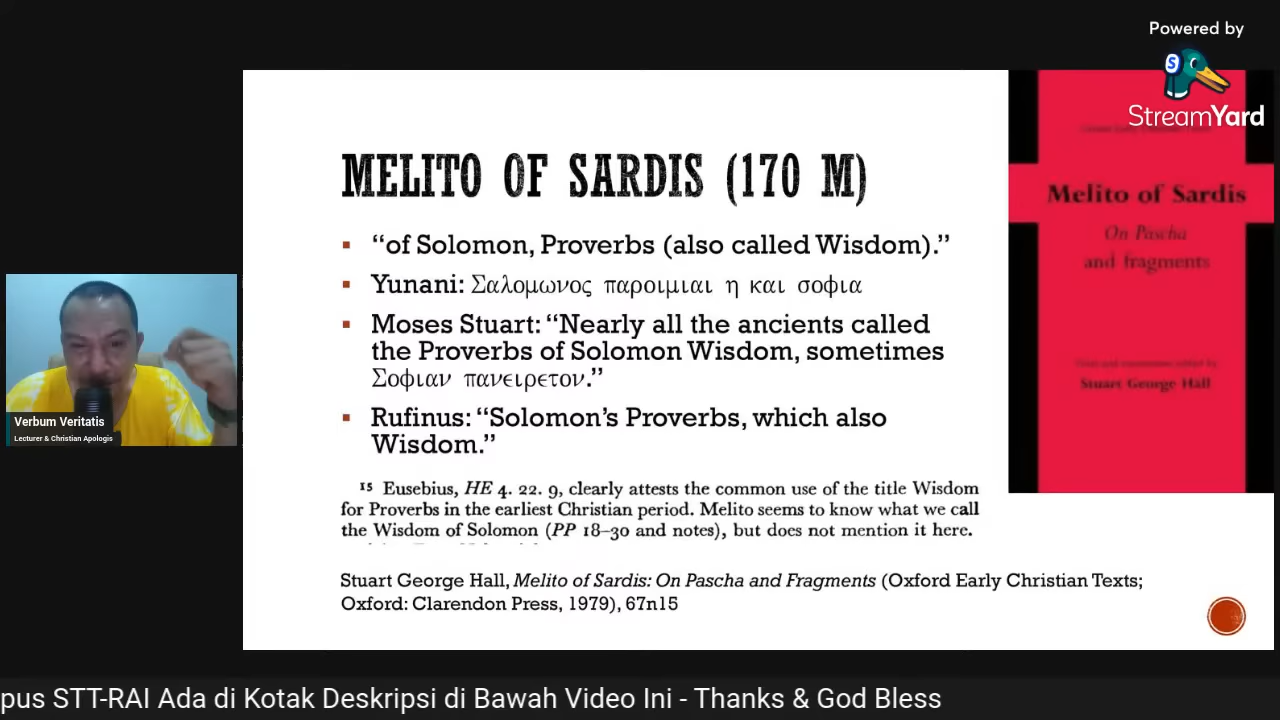 Powered by
StreamYard
MELITO OF SARDIS (170 M)
▪ “of Solomon, Proverbs (also called Wisdom).”
▪ Yunani: Σαλομωνος παροιμιαι η και σοφια
▪ Moses Stuart: “Nearly all the ancients called
the Proverbs of Solomon Wisdom, sometimes
Σοφιαν πανειρετον.”
▪ Rufinus: “Solomon’s Proverbs, which also
Wisdom.”
15 Eusebius, HE 4. 22. 9, clearly attests the common use of the title Wisdom
for Proverbs in the earliest Christian period. Melito seems to know what we call
the Wisdom of Solomon (PP 18–30 and notes), but does not mention it here.
Stuart George Hall, Melito of Sardis: On Pascha and Fragments (Oxford Early Christian Texts;
Oxford: Clarendon Press, 1979), 67n15
Melito of Sardis
On Pascha
and fragments
Stuart George Hall
Verbum Veritatis
Lecturer & Christian Apologis
pus STT-RAI Ada di Kotak Deskripsi di Bawah Video Ini - Thanks & God Bless